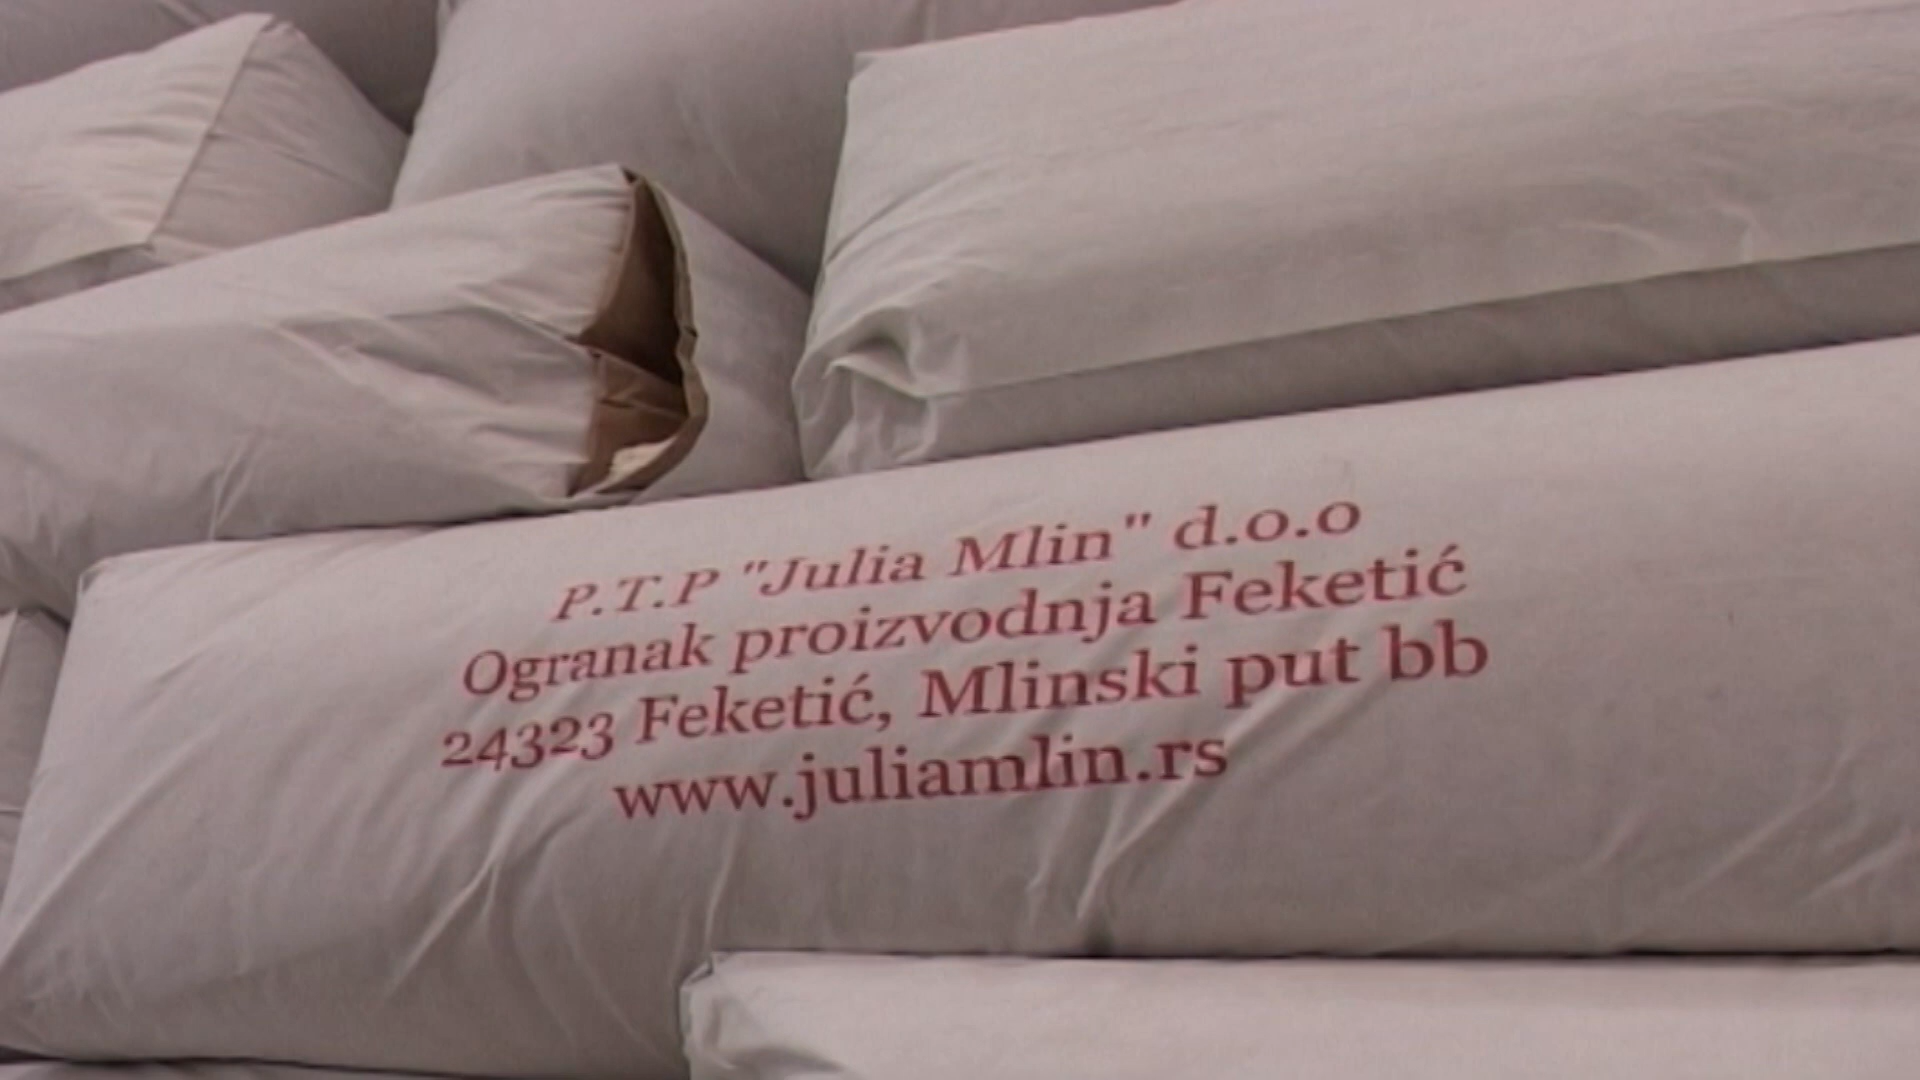 P.T.P "Julia Mlin" d.o.o
Ogranak proizvodnja Feketić
24323 Feketić, Mlinski put bb
www.juliamlin.rs